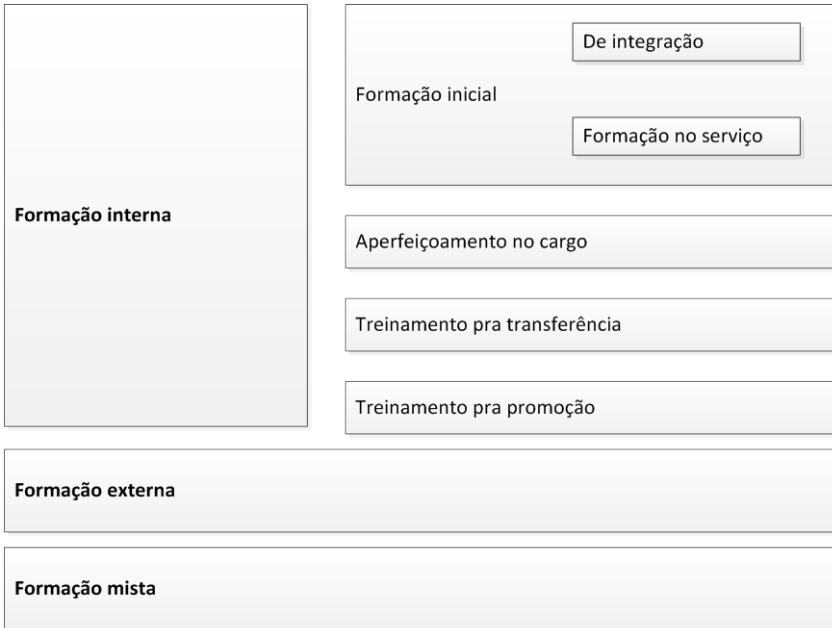 Formação interna
Formação inicial
De integração
Formação no serviço
Aperfeiçoamento no cargo
Treinamento pra transferência
Treinamento pra promoção
Formação externa
Formação mista